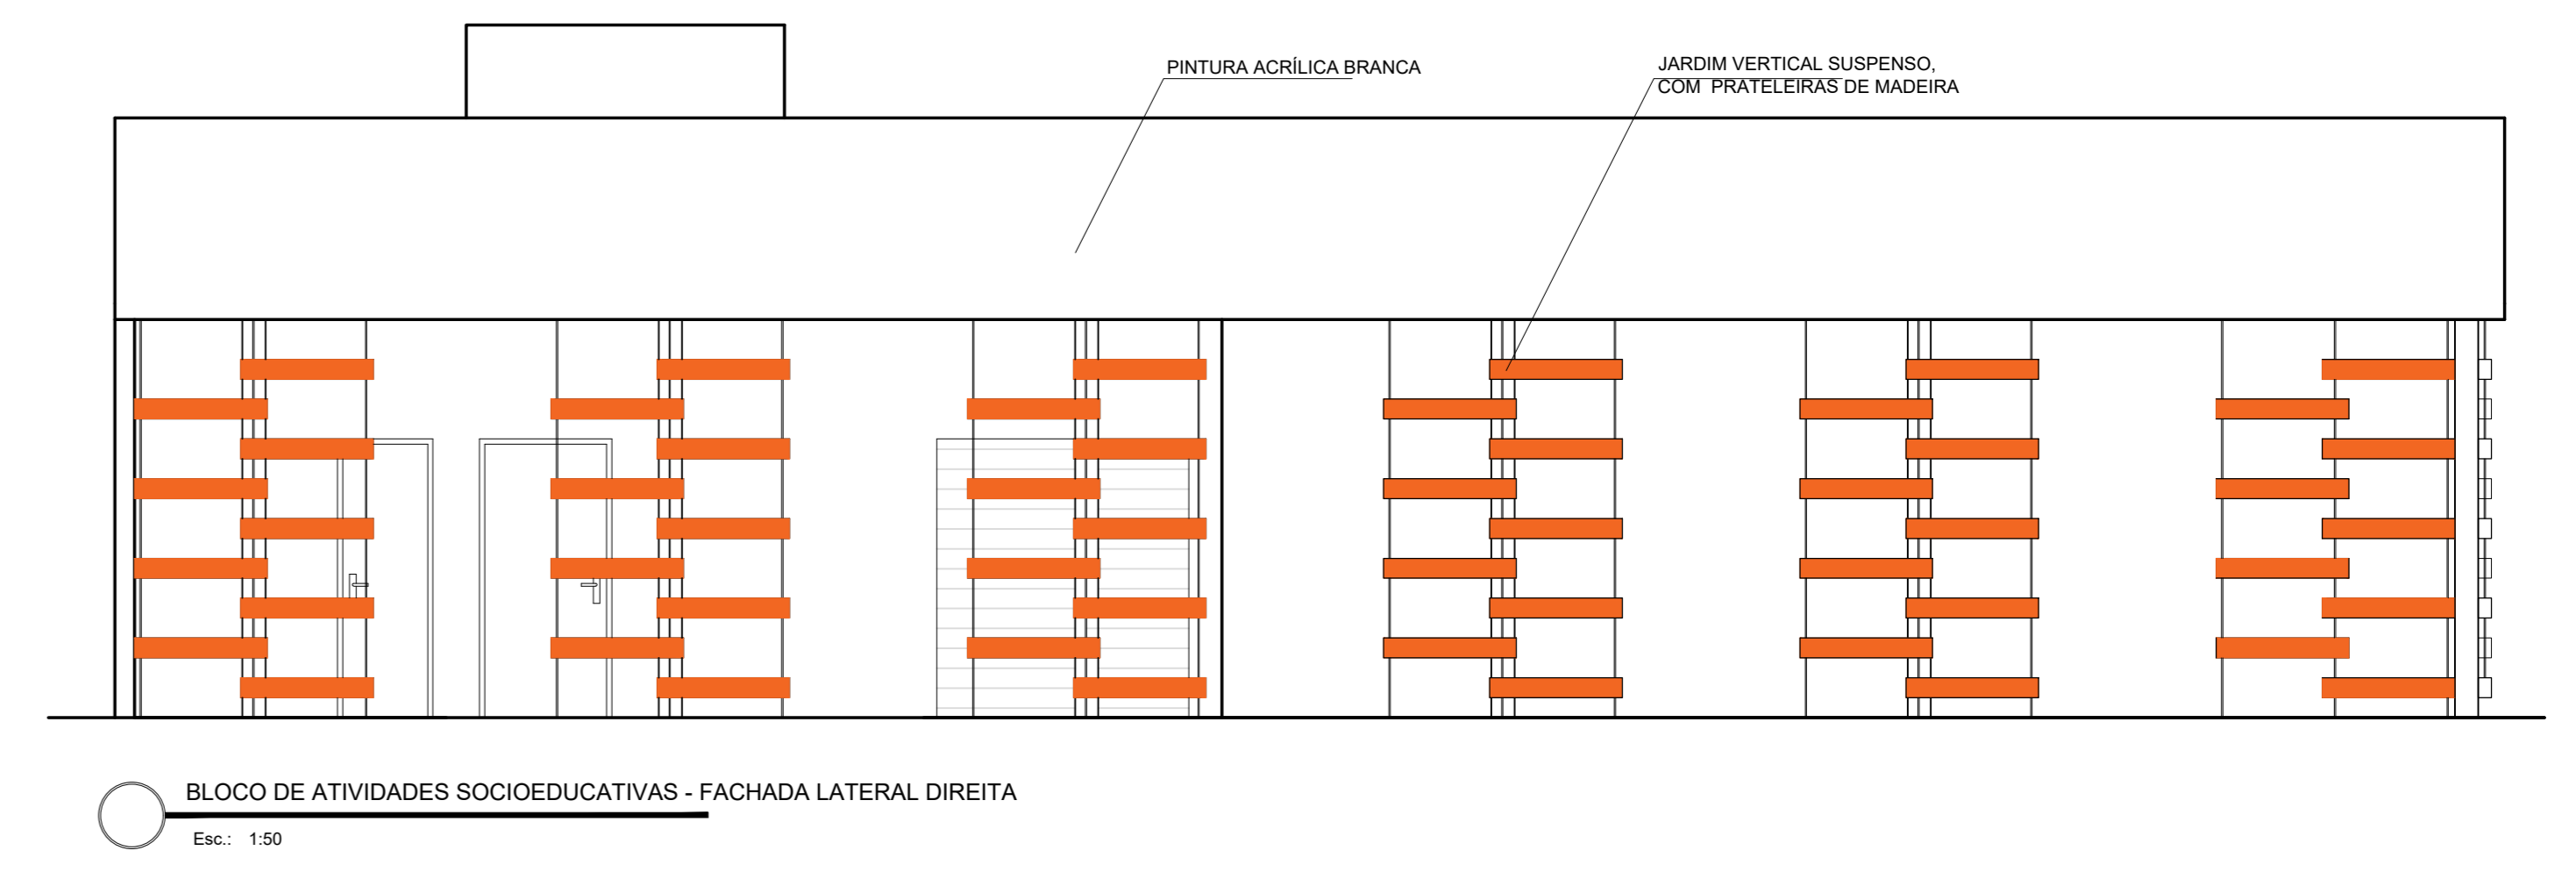 PINTURA ACRÍLICA BRANCA
JARDIM VERTICAL SUSPENSO,
COM PRATELEIRAS DE MADEIRA
BLOCO DE ATIVIDADES SOCIOEDUCATIVAS - FACHADA LATERAL DIREITA
Esc.: 1:50